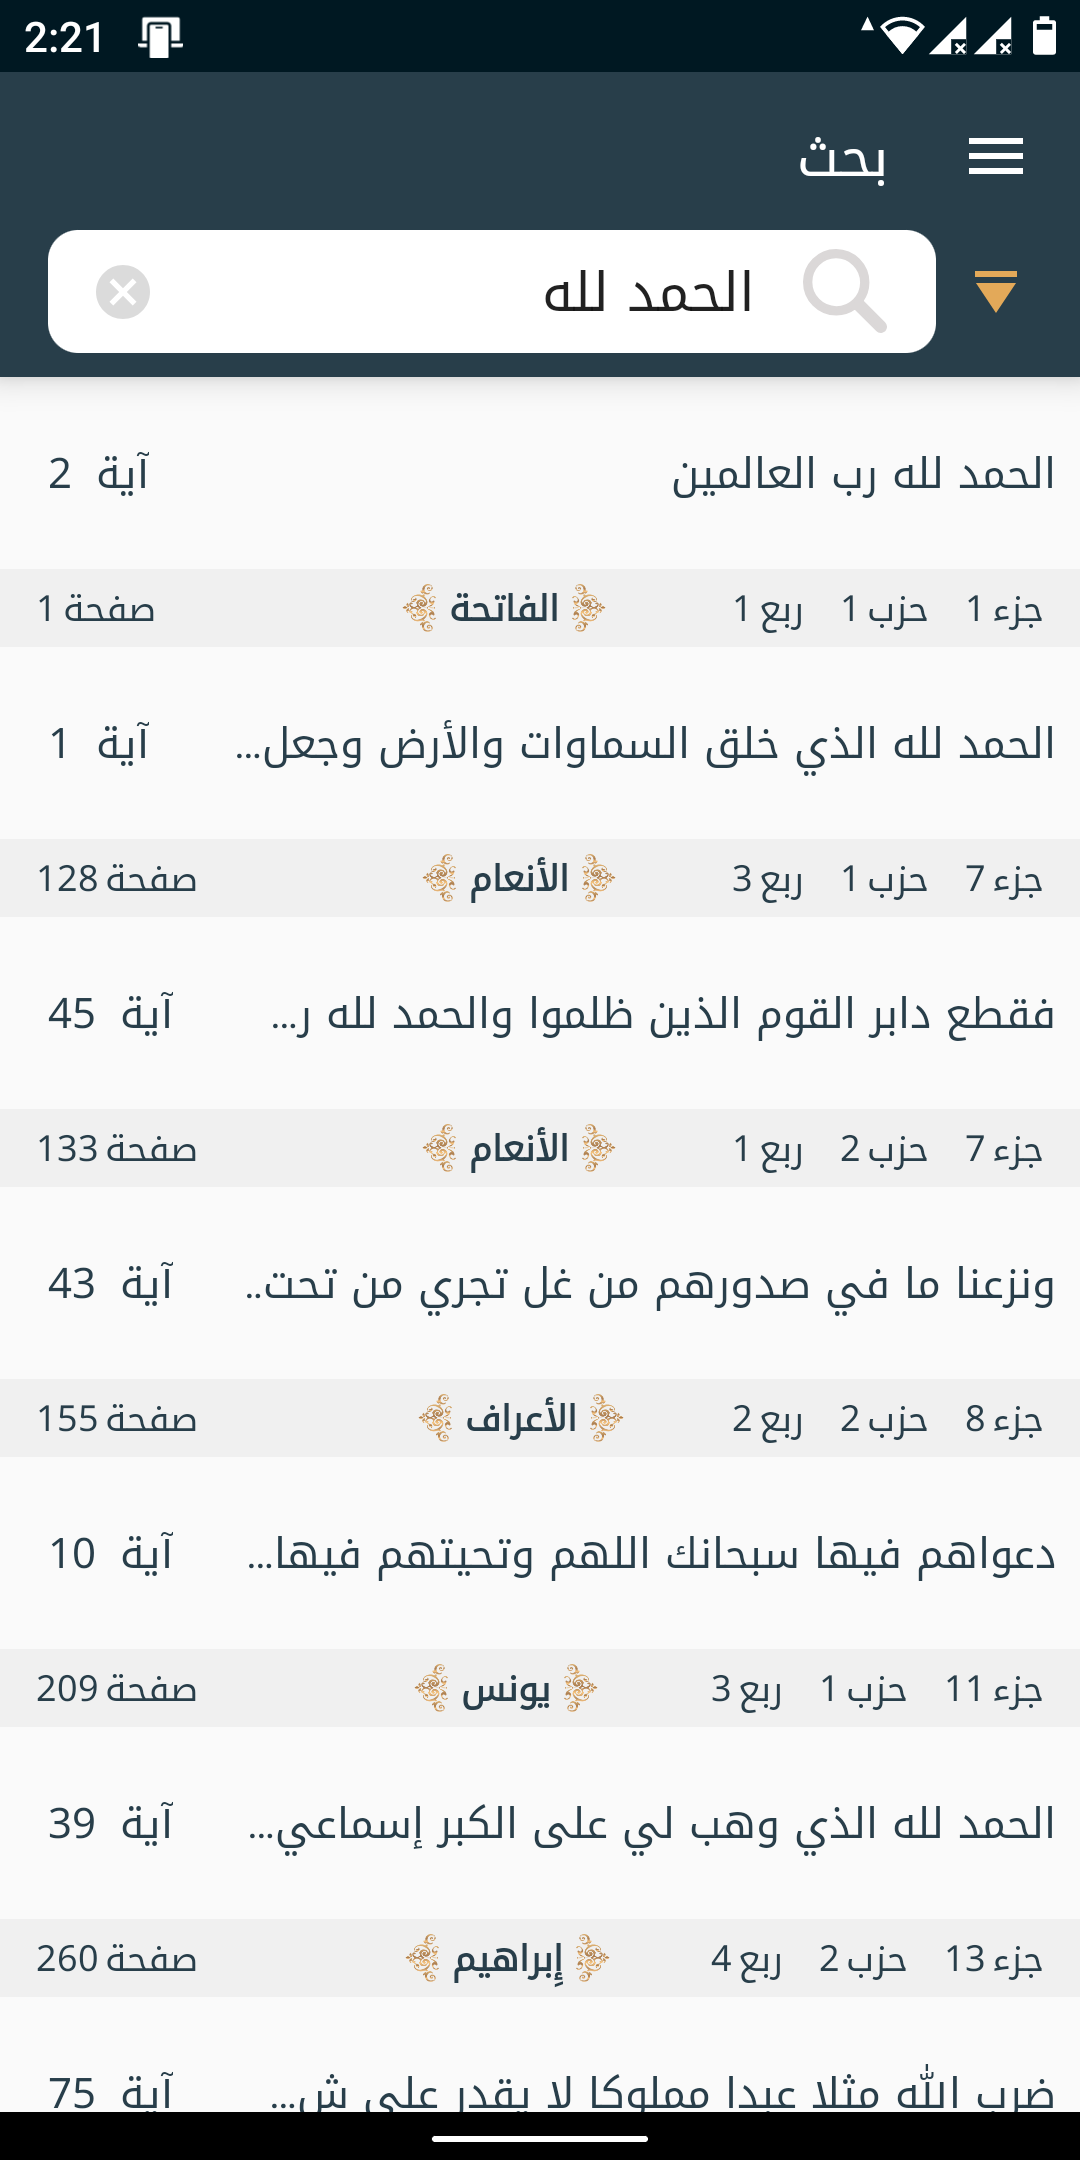 2:21
بحث
الحمد لله
الحمد لله رب العالمين آية 2
جزء 1 حزب 1 ربع 1 الفاتحة صفحة 1
الحمد لله الذي خلق السماوات والأرض وجعل... آية 1
جزء 7 حزب 1 ربع 3 الأنعام صفحة 128
فقطع دابر القوم الذين ظلموا والحمد لله ر... آية 45
جزء 7 حزب 2 ربع 1 الأنعام صفحة 133
ونزعنا ما في صدورهم من غل تجري من تحت.. آية 43
جزء 8 حزب 2 ربع 2 الأعراف صفحة 155
دعواهم فيها سبحانك اللهم وتحيتهم فيها... آية 10
جزء 11 حزب 1 ربع 3 يونس صفحة 209
الحمد لله الذي وهب لي على الكبر إسماعي... آية 39
جزء 13 حزب 2 ربع 4 إبراهيم صفحة 260
ضرب الله مثلا عبدا مملوكا لا يقدر على ش... آية 75